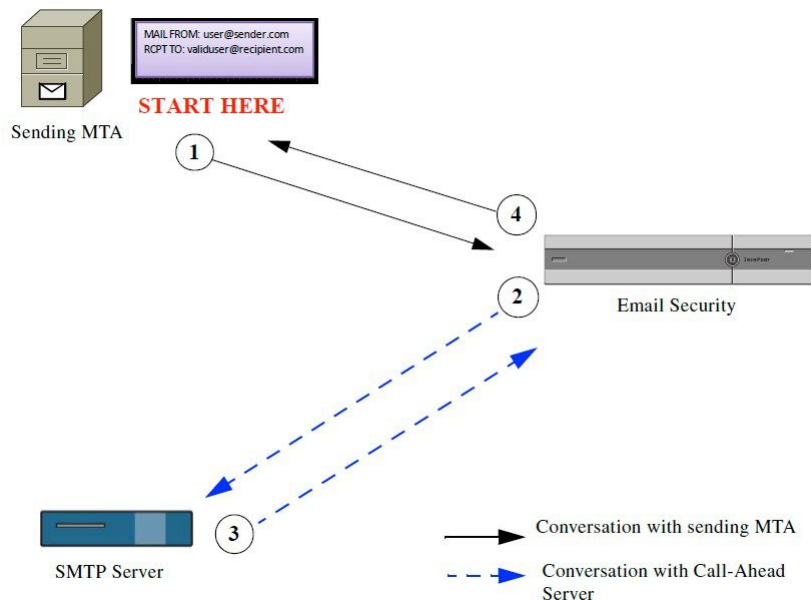 MAIL FROM: user@sender.com
RCPT TO: validuser@recipient.com
START HERE
Sending MTA
1
4
2
Email Security
3
SMTP Server
Conversation with sending MTA
Conversation with Call-Ahead
Server